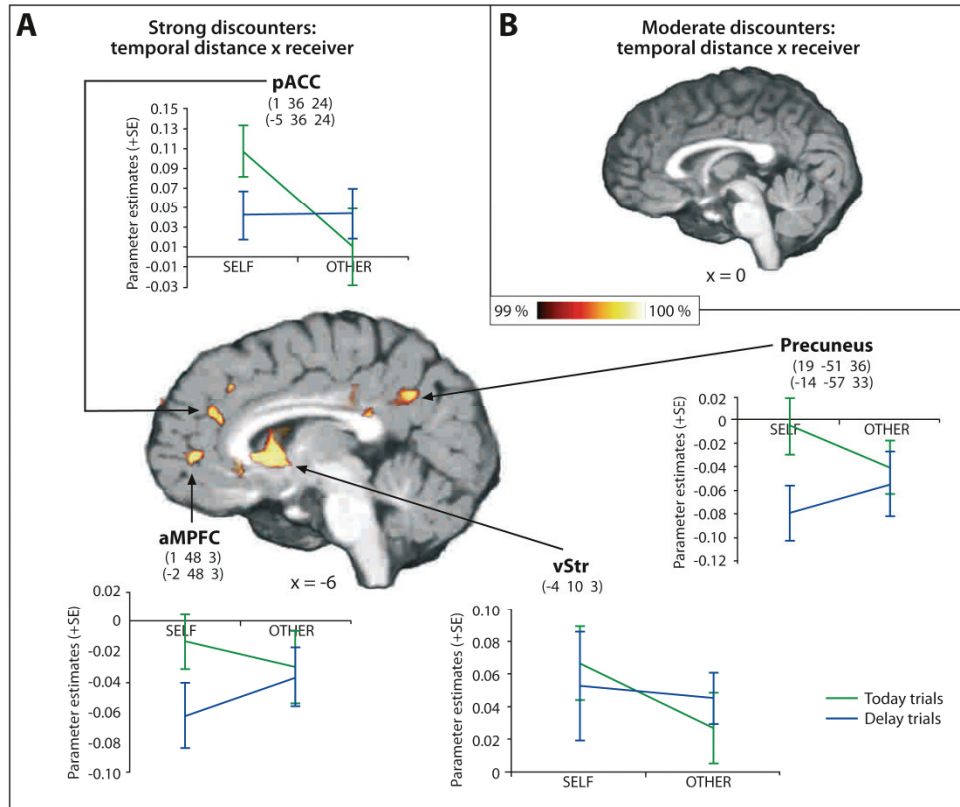 A
Strong discounters:
temporal distance x receiver
pACC
(1 36 24)
(-5 36 24)
Parameter estimates (+SE)
0.15
0.13
0.11
0.09
0.07
0.05
0.03
0.01
-0.01
-0.03
SELF
OTHER
B
Moderate discounters:
temporal distance x receiver
x = 0
99 %
100 %
Precuneus
(19 -51 36)
(-14 -57 33)
Parameter estimates (+SE)
0.02
0
-0.02
-0.04
-0.06
-0.08
-0.10
-0.12
SELF
OTHER
aMPFC
(1 48 3)
(-2 48 3)
x = -6
Parameter estimates (+SE)
0.02
0
-0.02
-0.04
-0.06
-0.08
-0.10
SELF
OTHER
vStr
(-4 10 3)
Parameter estimates (+SE)
0.10
0.08
0.06
0.04
0.02
0
SELF
OTHER
Today trials
Delay trials